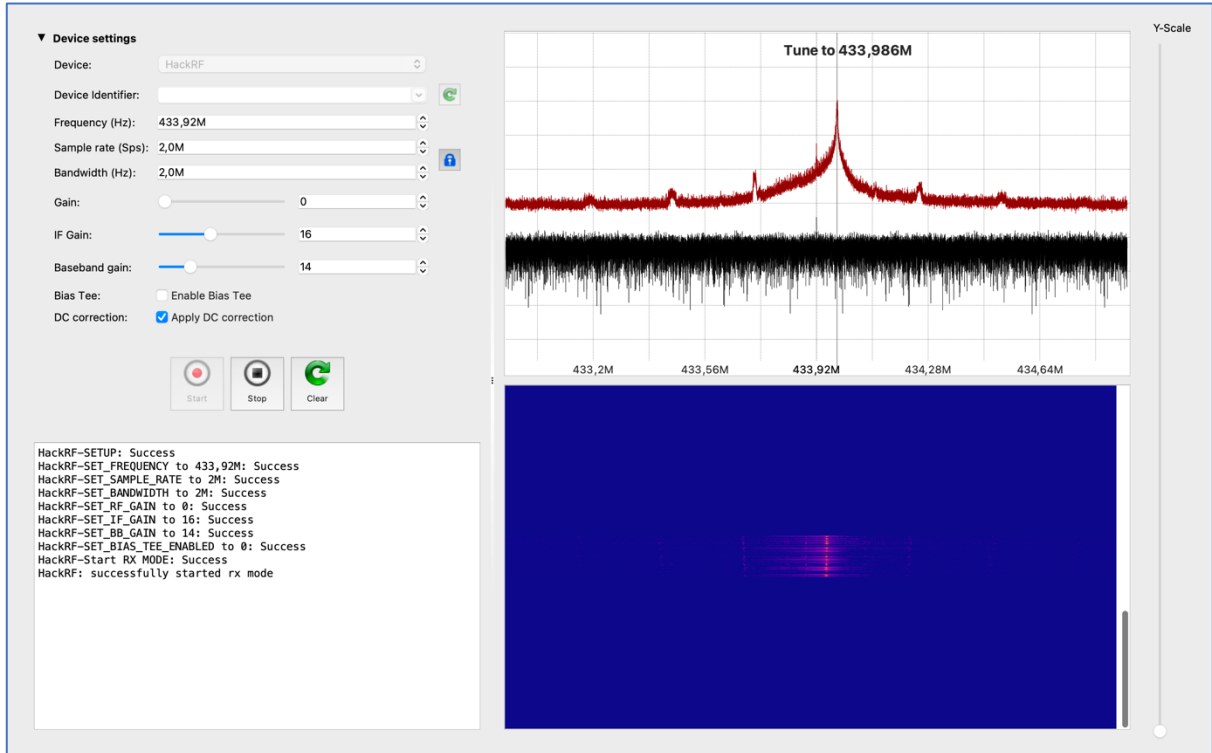 ▼ Device settings
Device: HackRF
Device Identifier:
Frequency (Hz): 433,92M
Sample rate (Sps): 2,0M
Bandwidth (Hz): 2,0M
Gain: 0
IF Gain: 16
Baseband gain: 14
Bias Tee: Enable Bias Tee
DC correction: Apply DC correction
Start Stop Clear
HackRF-SETUP: Success
HackRF-SET_FREQUENCY to 433,92M: Success
HackRF-SET_SAMPLE_RATE to 2M: Success
HackRF-SET_BANDWIDTH to 2M: Success
HackRF-SET_RF_GAIN to 0: Success
HackRF-SET_IF_GAIN to 16: Success
HackRF-SET_BB_GAIN to 14: Success
HackRF-SET_BIAS_TEE_ENABLED to 0: Success
HackRF-Start RX MODE: Success
HackRF: successfully started rx mode
Tune to 433,986M
433,2M 433,56M 433,92M 434,28M 434,64M
Y-Scale